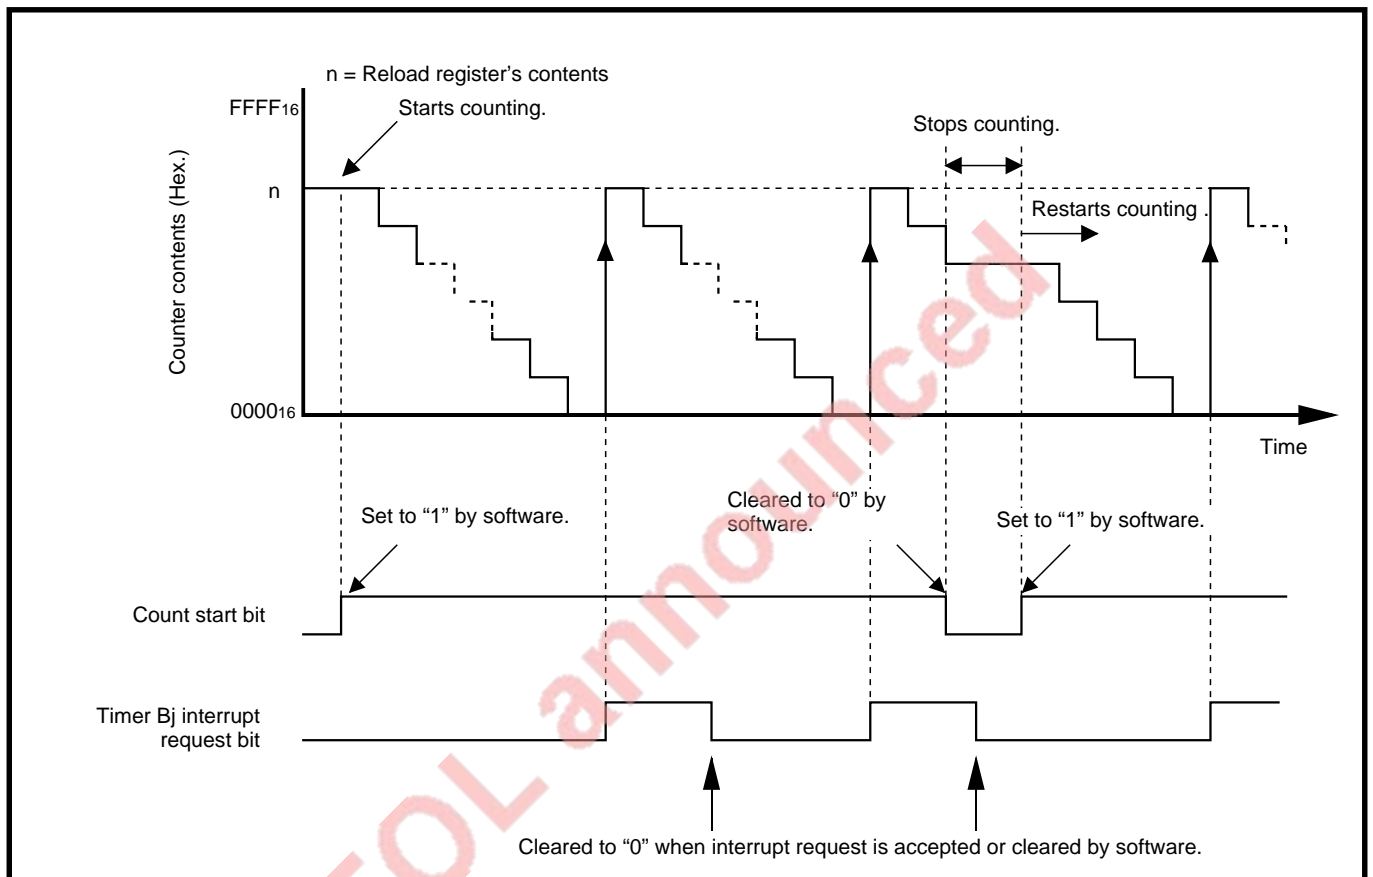 n = Reload register's contents
FFFF16
Starts counting.
Stops counting.
n
Restarts counting .
Counter contents (Hex.)
000016
Time
Set to “1” by software.
Cleared to “0” by
software.
Set to “1” by software.
Count start bit
Timer Bj interrupt
request bit
Cleared to “0” when interrupt request is accepted or cleared by software.
EOL announced